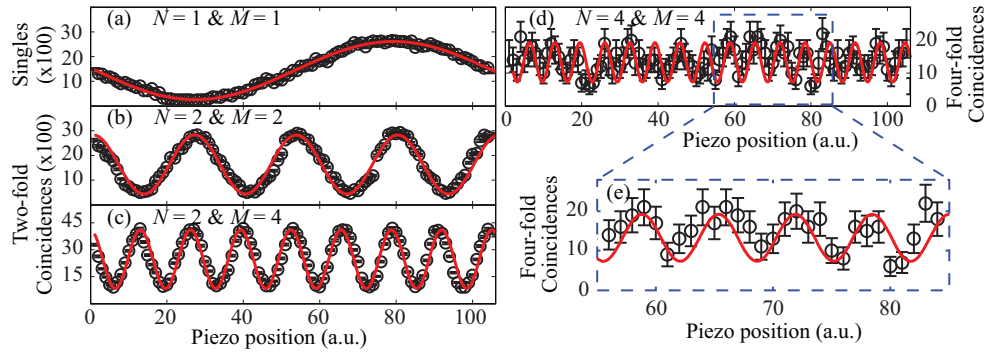 (a) N = 1 & M = 1
Singles
(x100)
30
20
10
(b) N = 2 & M = 2
30
20
10
(c) N = 2 & M = 4
Two-fold
Coincidences (x100)
45
30
15
0 20 40 60 80 100
Piezo position (a.u.)
(d) N = 4 & M = 4
20
10
0
Four-fold
Coincidences
0 20 40 60 80 100
Piezo position (a.u.)
(e)
Four-fold
Coincidences
20
10
0
60 70 80
Piezo position (a.u.)